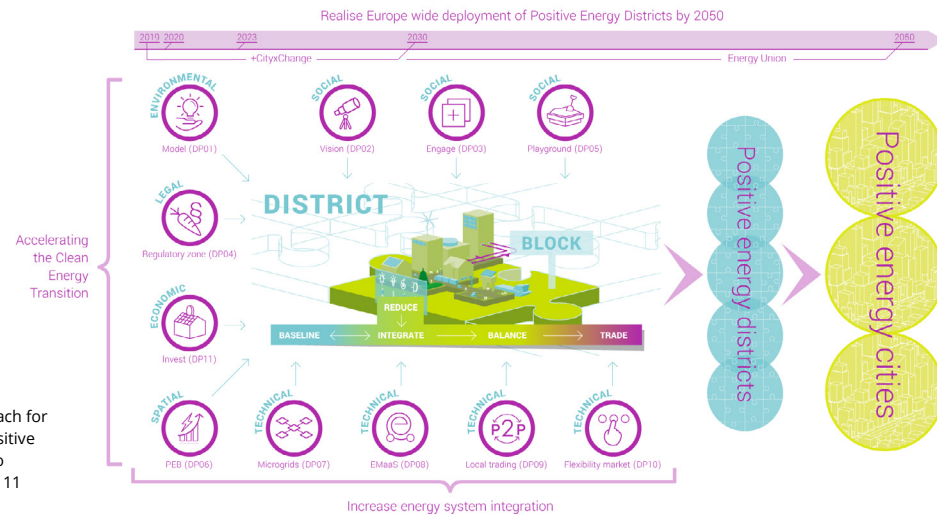 Realise Europe wide deployment of Positive Energy Districts by 2050
2019 2020 2023 2030 2050
+CityxChange Energy Union
ENVIRONMENTAL
Model (DP01)
SOCIAL
Vision (DP02)
SOCIAL
Engage (DP03)
SOCIAL
Playground (DP05)
LEGAL
Regulatory zone (DP04)
Accelerating
the Clean
Energy
Transition
ECONOMIC
Invest (DP11)
DISTRICT
BLOCK
REDUCE
BASELINE INTEGRATE BALANCE TRADE
Positive energy districts
Positive energy cities
SPATIAL
PEB (DP06)
TECHNICAL
Microgrids (DP07)
TECHNICAL
EMaaS (DP08)
TECHNICAL
P2P
Local trading (DP09)
TECHNICAL
Flexibility market (DP10)
ach for
sitive
11
Increase energy system integration